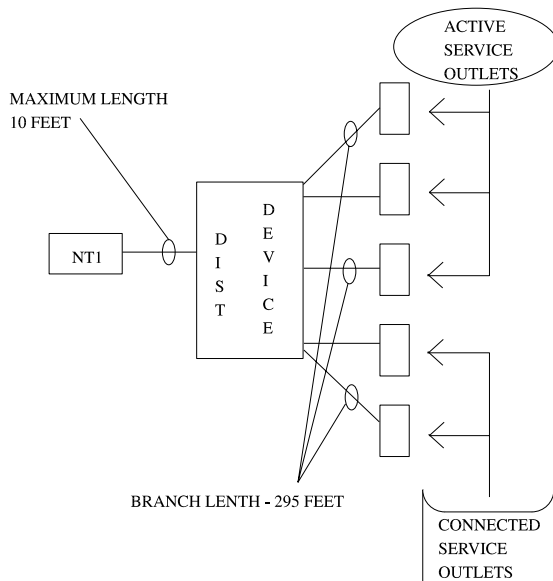 ACTIVE
SERVICE
OUTLETS
MAXIMUM LENGTH
10 FEET
NT1
DIST
DEVICE
BRANCH LENTH - 295 FEET
CONNECTED
SERVICE
OUTLETS